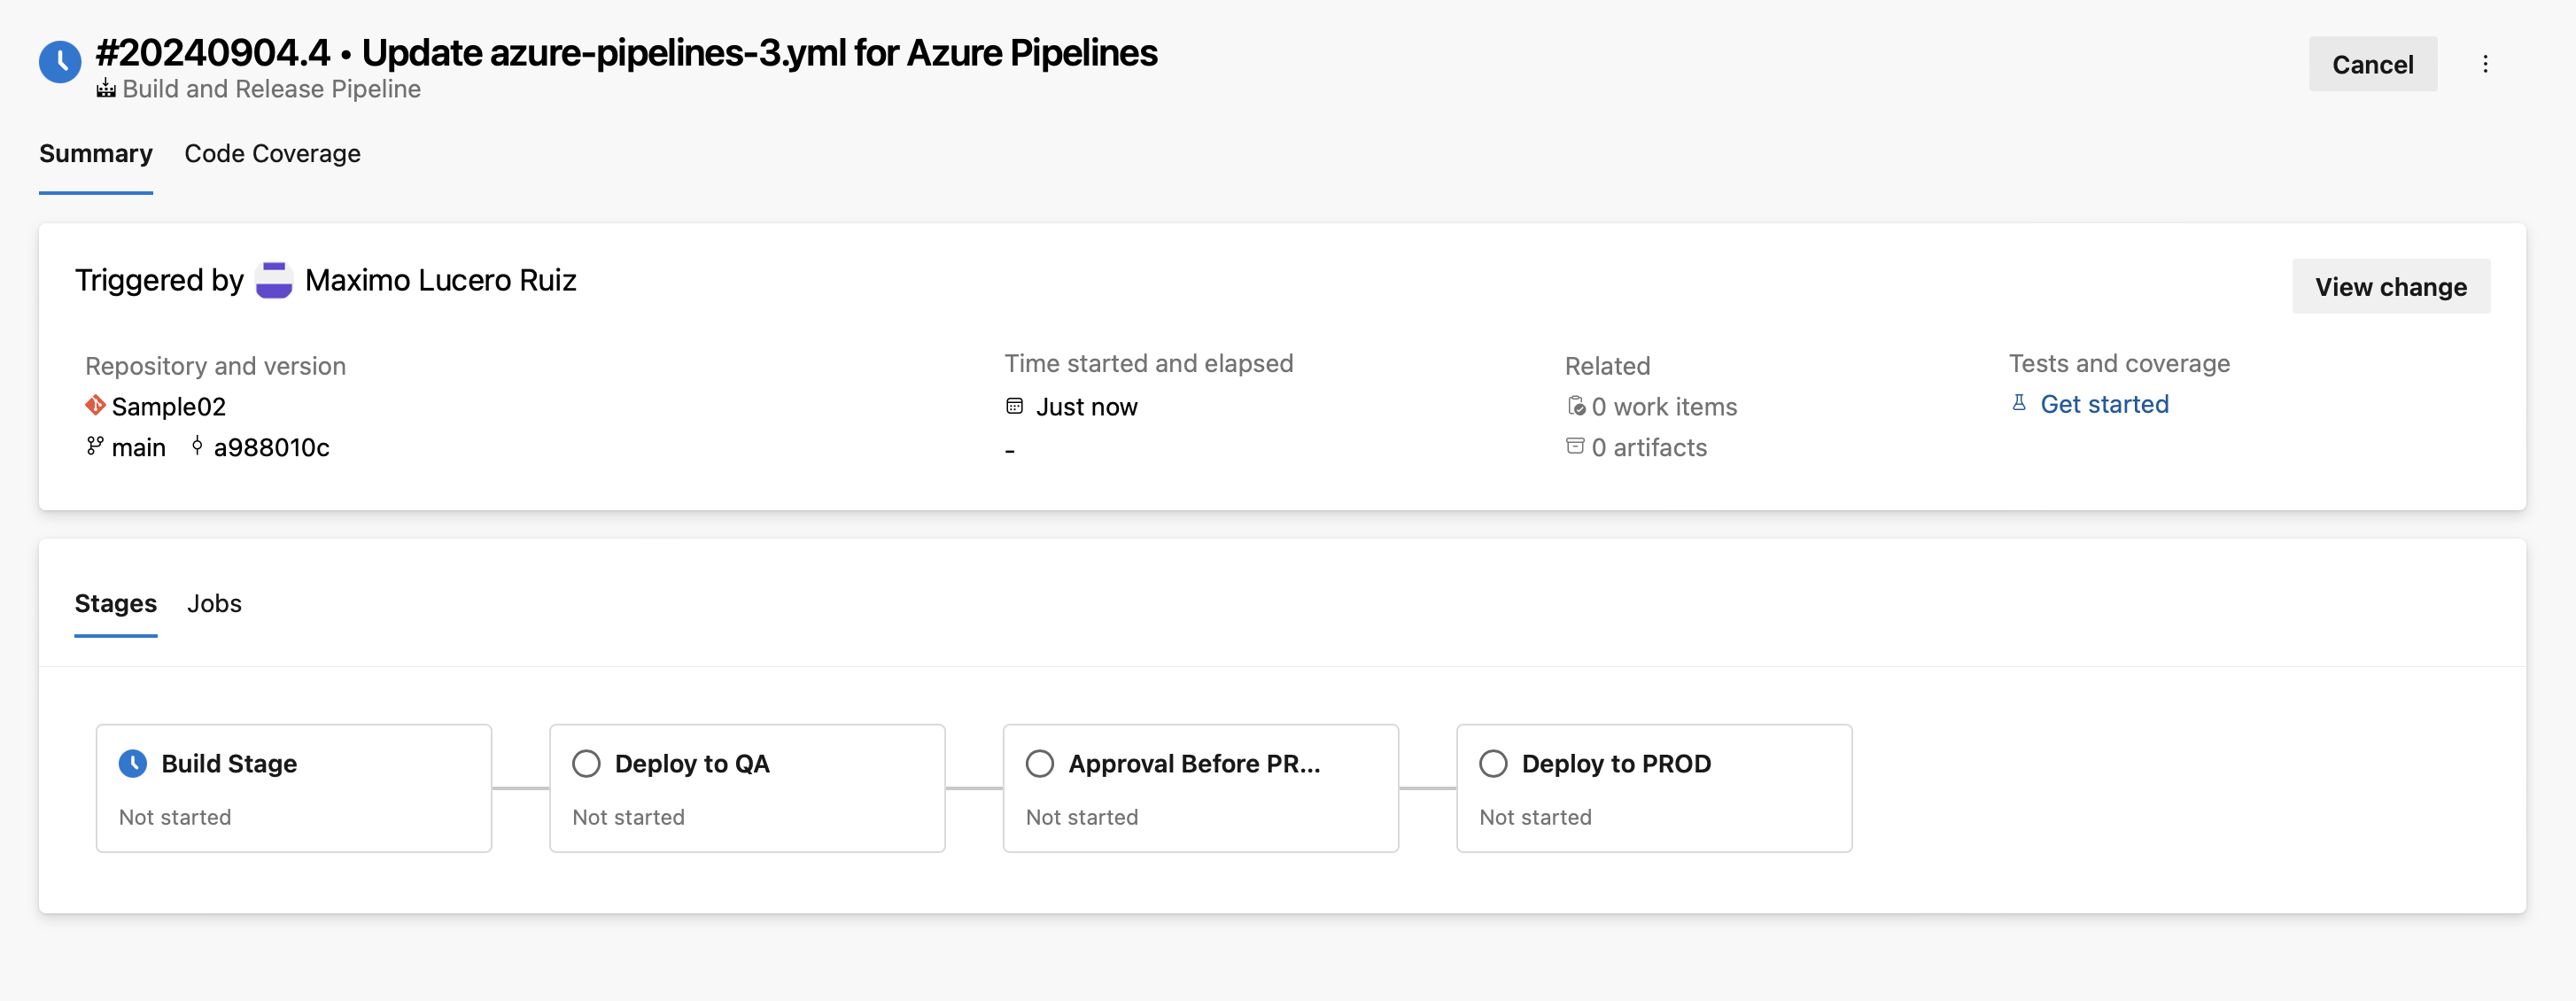 #20240904.4 • Update azure-pipelines-3.yml for Azure Pipelines
Build and Release Pipeline
Cancel
Summary
Code Coverage
Triggered by Maximo Lucero Ruiz
View change
Repository and version
Sample02
main a988010c
Time started and elapsed
Just now
-
Related
0 work items
0 artifacts
Tests and coverage
Get started
Stages
Jobs
Build Stage
Not started
Deploy to QA
Not started
Approval Before PR...
Not started
Deploy to PROD
Not started